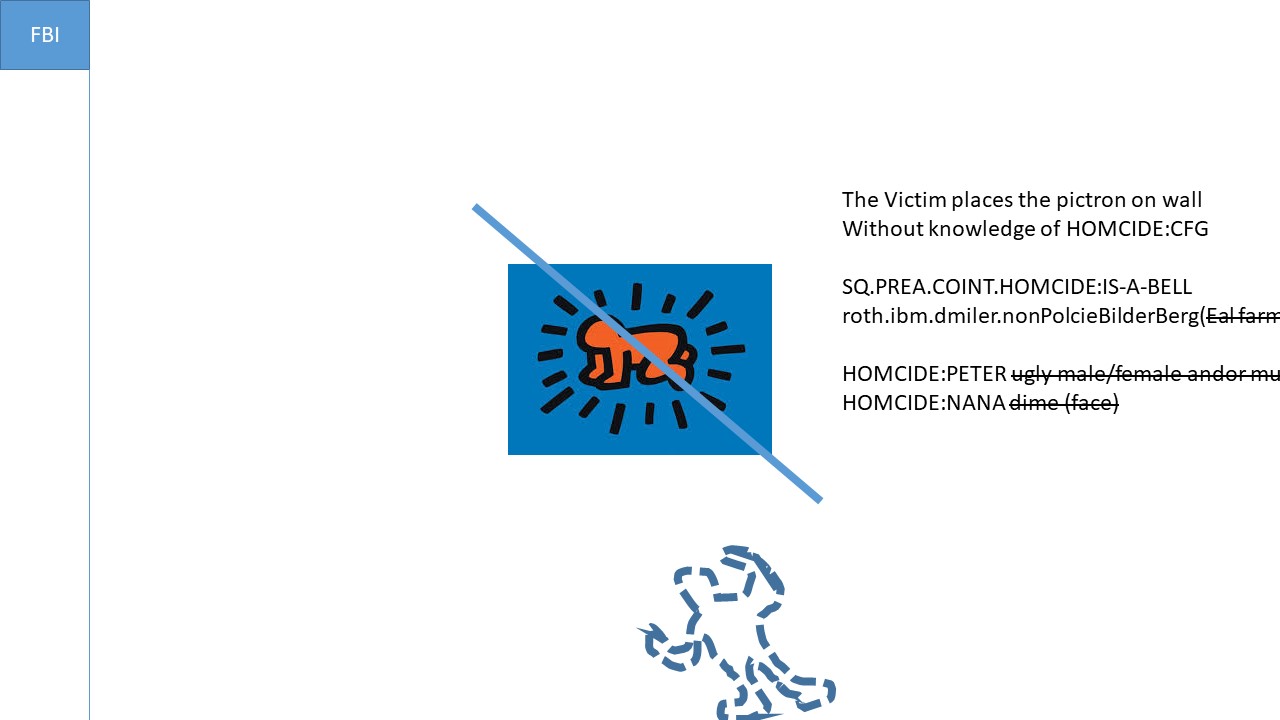 FBI
The Victim places the pictron on wall
Without knowledge of HOMCIDE:CFG
SQ.PREA.COINT.HOMCIDE:IS-A-BELL
roth.ibm.dmiler.nonPolcieBilderBerg(Eal farm
HOMCIDE:PETER ugly male/female andor mu
HOMCIDE:NANA dime (face)